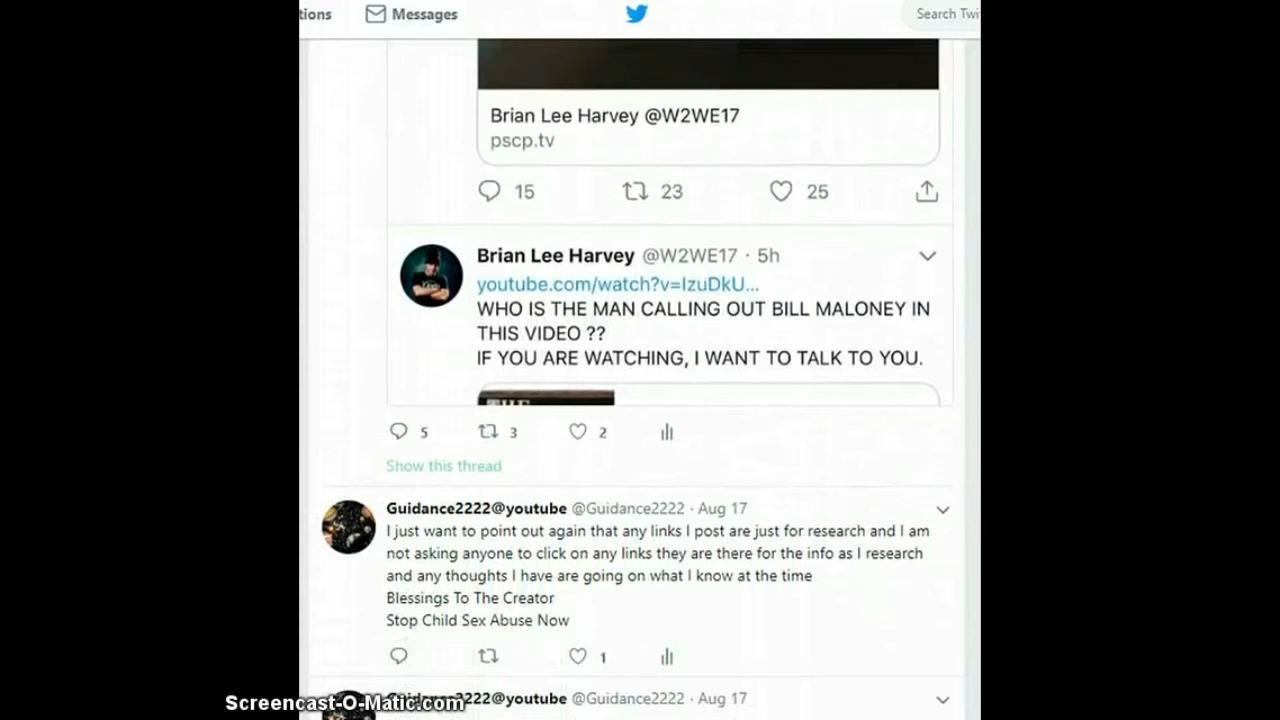 tions Messages Search Twi
Brian Lee Harvey @W2WE17
pscp.tv
15 23 25
Brian Lee Harvey @W2WE17 · 5h
youtube.com/watch?v=IzuDkU...
WHO IS THE MAN CALLING OUT BILL MALONEY IN
THIS VIDEO ??
IF YOU ARE WATCHING, I WANT TO TALK TO YOU.
THE
5 3 2
Show this thread
Guidance2222@youtube @Guidance2222 · Aug 17
I just want to point out again that any links I post are just for research and I am
not asking anyone to click on any links they are there for the info as I research
and any thoughts I have are going on what I know at the time
Blessings To The Creator
Stop Child Sex Abuse Now
1
Guidance2222@youtube @Guidance2222 · Aug 17
Screencast-O-Matic.com